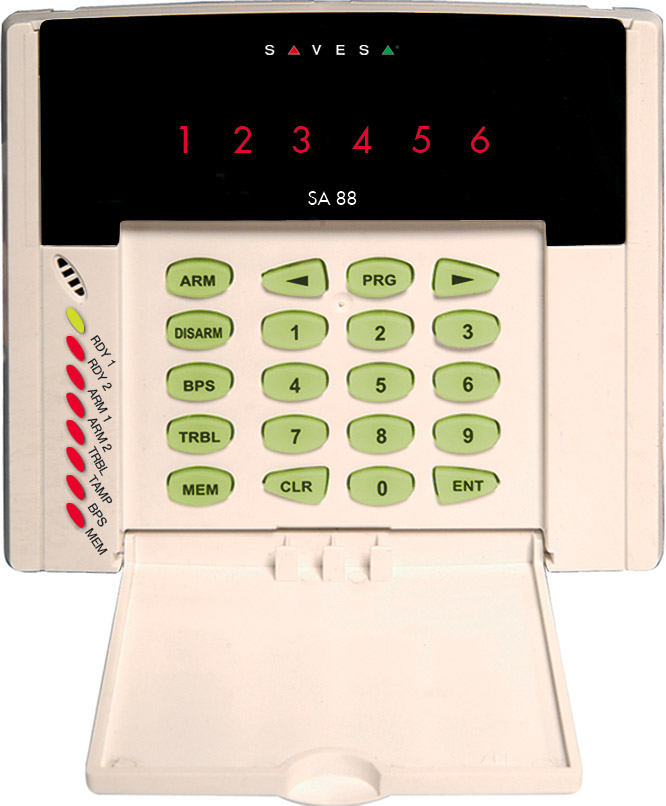 SAVESA
1 2 3 4 5 6
SA 88
ARM ◄ PRG ►
DISARM 1 2 3
BPS 4 5 6
TRBL 7 8 9
MEM CLR 0 ENT
RDY 1
RDY 2
ARM 1
ARM 2
TRBL
TAMP
BPS
MEM